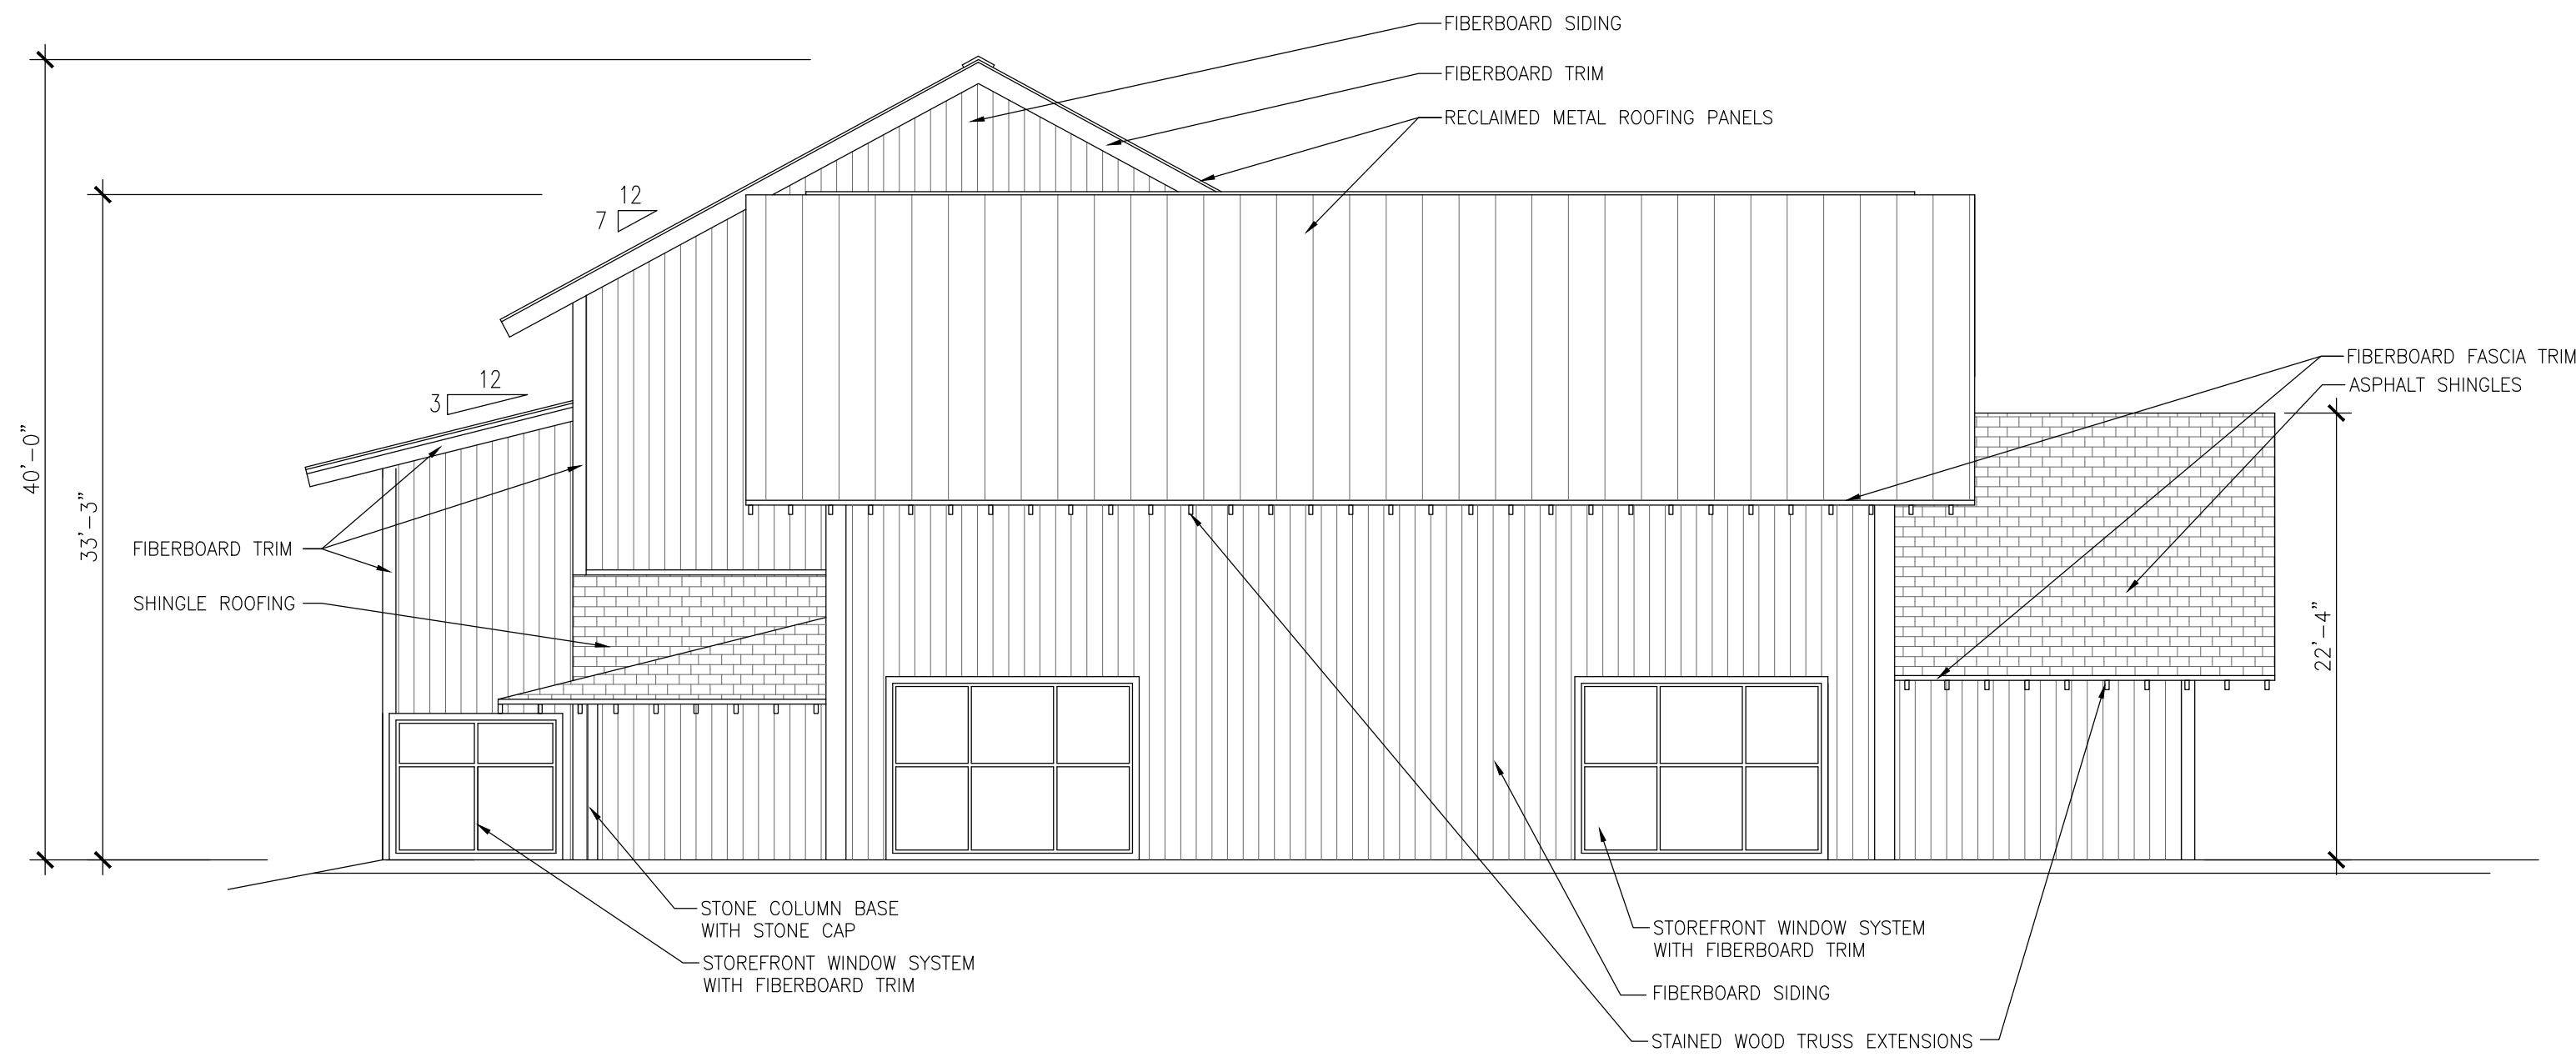 FIBERBOARD SIDING
FIBERBOARD TRIM
RECLAIMED METAL ROOFING PANELS
12
7
12
3
40'-0"
33'-3"
FIBERBOARD FASCIA TRIM
ASPHALT SHINGLES
22'-4"
FIBERBOARD TRIM
SHINGLE ROOFING
STONE COLUMN BASE
WITH STONE CAP
STOREFRONT WINDOW SYSTEM
WITH FIBERBOARD TRIM
STOREFRONT WINDOW SYSTEM
WITH FIBERBOARD TRIM
FIBERBOARD SIDING
STAINED WOOD TRUSS EXTENSIONS